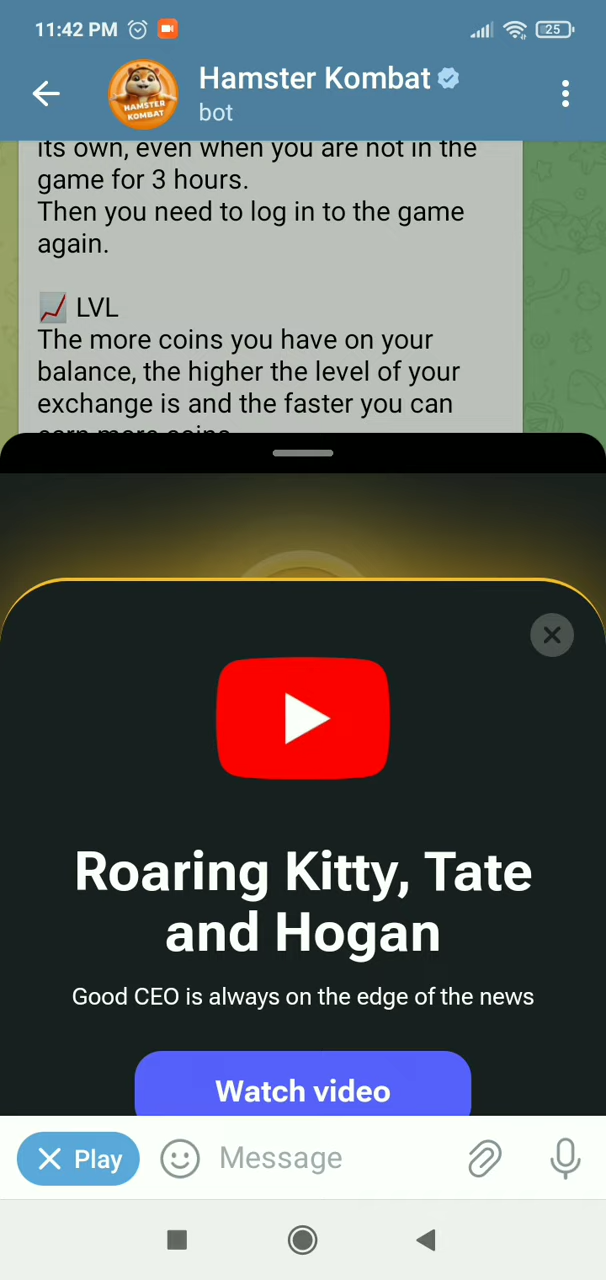 11:42 PM
25
Hamster Kombat
bot
HAMSTER
KOMBAT
its own, even when you are not in the
game for 3 hours.
Then you need to log in to the game
again.
📈 LVL
The more coins you have on your
balance, the higher the level of your
exchange is and the faster you can
earn more coins
Roaring Kitty, Tate
and Hogan
Good CEO is always on the edge of the news
Watch video
Play
Message